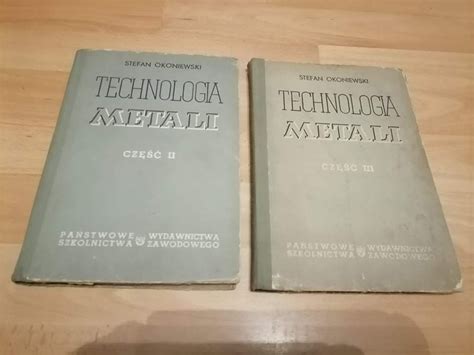 STEFAN OKONIEWSKI
TECHNOLOGIA
METALI
CZĘŚĆ II
PAŃSTWOWE WYDAWNICTWA
SZKOLNICTWA ZAWODOWEGO
STEFAN OKONIEWSKI
TECHNOLOGIA
METALI
CZĘŚĆ III
PAŃSTWOWE WYDAWNICTWA
SZKOLNICTWA ZAWODOWEGO